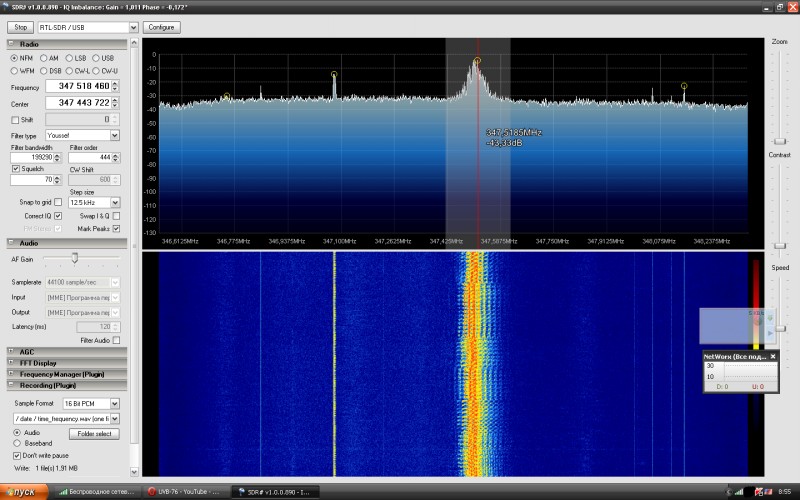 SDR# v1.0.0.890 - IQ Imbalance: Gain = 1,011 Phase = -0,172°
Stop RTL-SDR / USB Configure
Radio
NFM AM LSB USB
WFM DSB CW-L CW-U
Frequency 347 518 460
Center 347 443 722
Shift 0
Filter type Youssef
Filter bandwidth Filter order
199290 444
Squelch CW Shift
70 600
Step size
Snap to grid 12.5 kHz
Correct IQ Swap I & Q
FM Stereo Mark Peaks
Audio
AF Gain
Samplerate 44100 sample/sec
Input [MME] Программа пер
Output [MME] Программа пер
Latency (ms) 120
Filter Audio
AGC
FFT Display
Frequency Manager (Plugin)
Recording (Plugin)
Sample Format 16 Bit PCM
/ date / time_frequency.wav (one fi
Audio Folder select
Baseband
Don't write pause
Write: 1 file(s) 1,91 MB
0
-10
-20
-30
-40
-50
-60
-70
-80
-90
-100
-110
-120
-130
347,5185MHz
-43,33dB
346,6125MHz 346,775MHz 346,9375MHz 347,100MHz 347,2625MHz 347,425MHz 347,5875MHz 347,750MHz 347,9125MHz 348,075MHz 348,2375MHz
Zoom
Contrast
Speed
NetWorx (Все под...
30
10
D: 0 U: 0
пуск Беспроводное сетев... UVB-76 - YouTube - ... SDR# v1.0.0.890 - I... 8:55